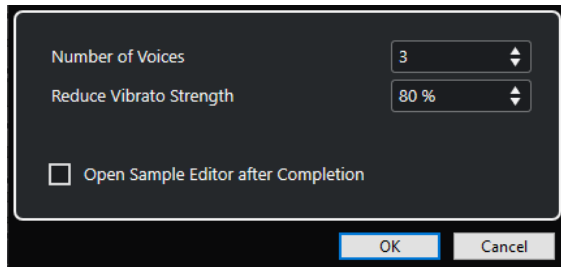 Number of Voices 3
Reduce Vibrato Strength 80 %
Open Sample Editor after Completion
OK Cancel